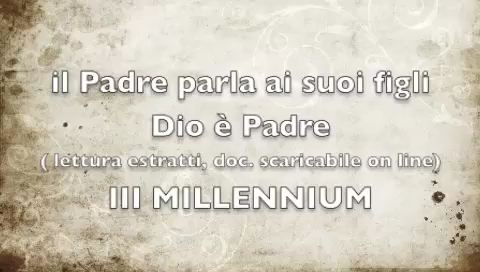 il Padre parla ai suoi figli
Dio è Padre
( lettura estratti, doc. scaricabile on line)
III MILLENNIUM